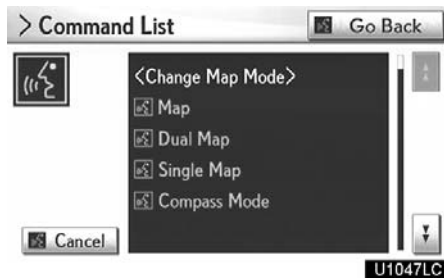 > Command List
Go Back
<Change Map Mode>
Map
Dual Map
Single Map
Compass Mode
Cancel
U1047LC